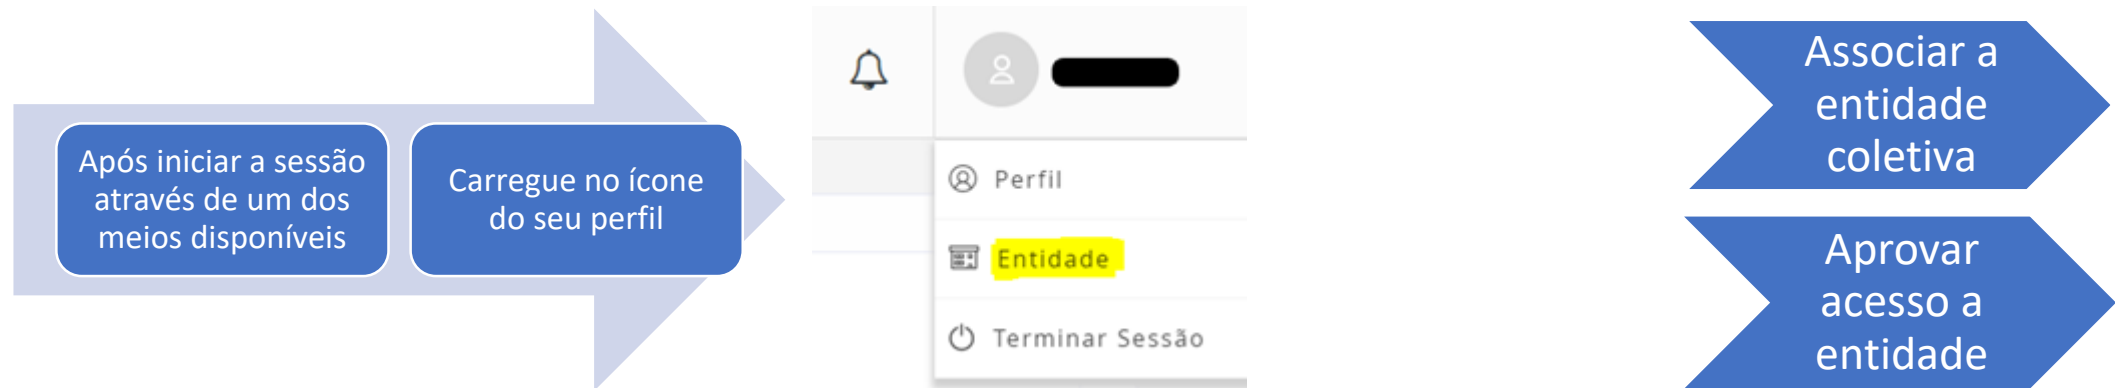 Após iniciar a sessão
através de um dos
meios disponíveis
Carregue no ícone
do seu perfil
Perfil
Entidade
Terminar Sessão
Associar a
entidade
coletiva
Aprovar
acesso a
entidade